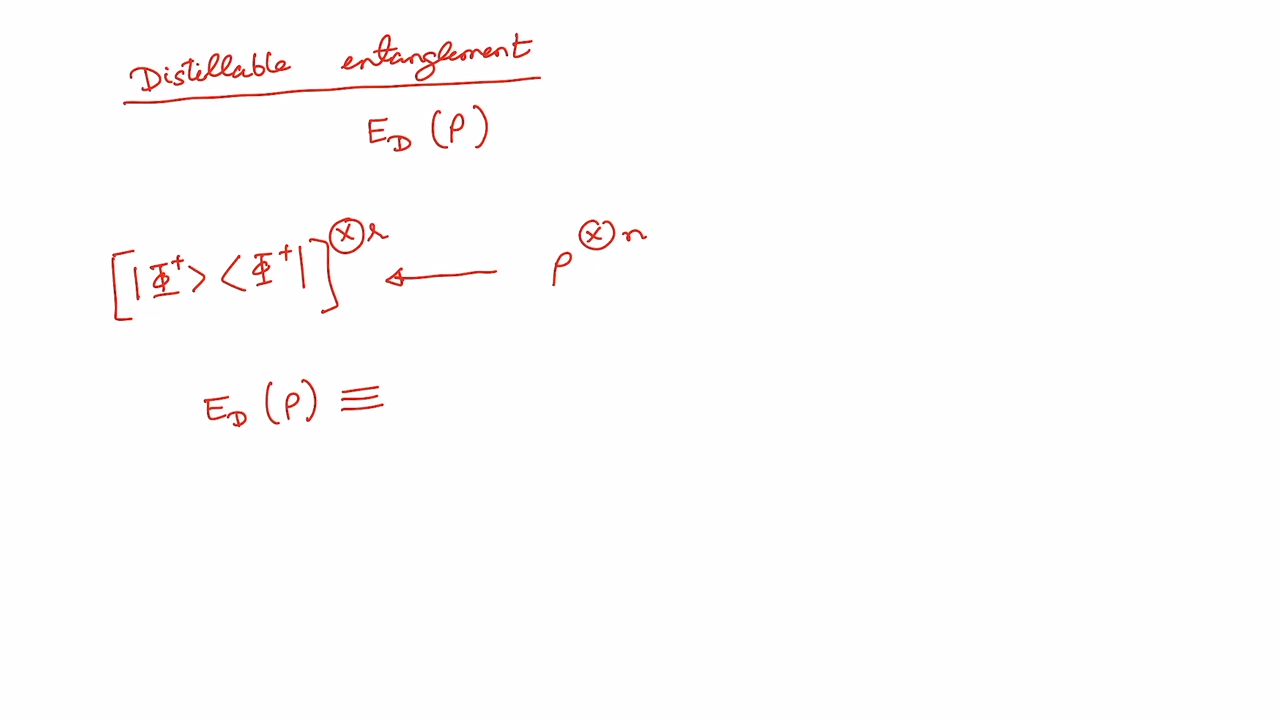 Distillable entanglement
E_D (ρ)
[|Φ⁺> <Φ⁺|]^{⊗r} ← ρ^{⊗n}
E_D (ρ) ≡